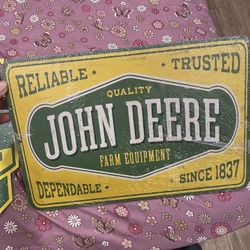 RELIABLE • • TRUSTED
QUALITY
JOHN DEERE
FARM EQUIPMENT
DEPENDABLE • • SINCE 1837